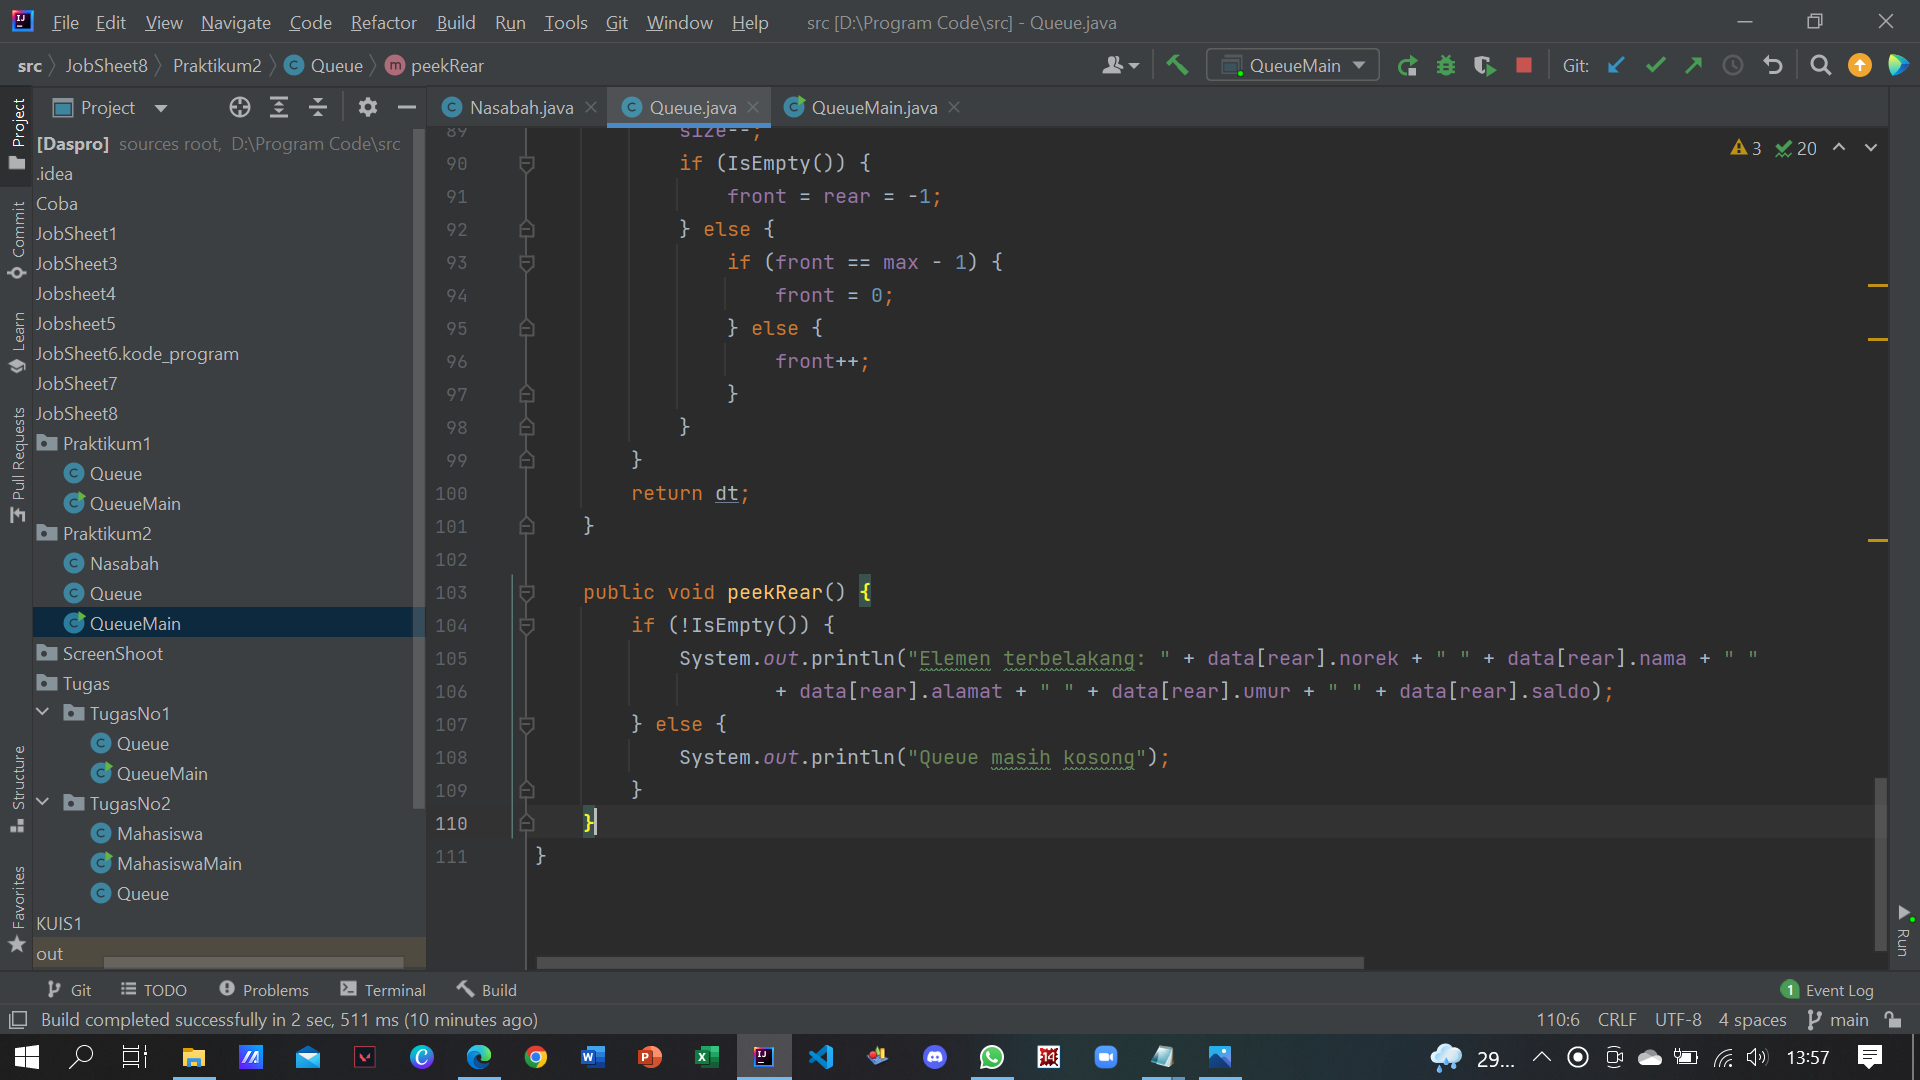 File Edit View Navigate Code Refactor Build Run Tools Git Window Help src [D:\Program Code\src] - Queue.java
src JobSheet8 Praktikum2 Queue peekRear QueueMain Git:
Project
Nasabah.java Queue.java QueueMain.java
[Daspro] sources root, D:\Program Code\src
.idea
Coba
JobSheet1
JobSheet3
Jobsheet4
Jobsheet5
JobSheet6.kode_program
JobSheet7
JobSheet8
Praktikum1
Queue
QueueMain
Praktikum2
Nasabah
Queue
QueueMain
ScreenShoot
Tugas
TugasNo1
Queue
QueueMain
TugasNo2
Mahasiswa
MahasiswaMain
Queue
KUIS1
out
Project
Commit
Learn
Pull Requests
Structure
Favorites
3 20
89 size--;
90 if (IsEmpty()) {
91 front = rear = -1;
92 } else {
93 if (front == max - 1) {
94 front = 0;
95 } else {
96 front++;
97 }
98 }
99 }
100 return dt;
101 }
102
103 public void peekRear() {
104 if (!IsEmpty()) {
105 System.out.println("Elemen terbelakang: " + data[rear].norek + " " + data[rear].nama + " "
106 + data[rear].alamat + " " + data[rear].umur + " " + data[rear].saldo);
107 } else {
108 System.out.println("Queue masih kosong");
109 }
110 }
111 }
Run
Git TODO Problems Terminal Build 1 Event Log
Build completed successfully in 2 sec, 511 ms (10 minutes ago) 110:6 CRLF UTF-8 4 spaces main
29... 13:57